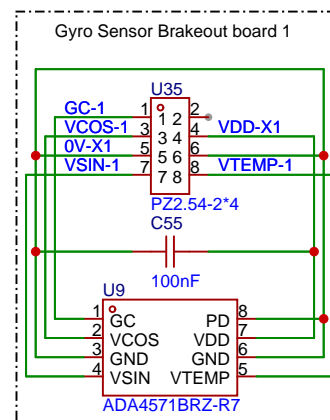 Gyro Sensor Brakeout board 1
U35
GC-1 1 1 2 2
VCOS-1 3 3 4 4 VDD-X1
0V-X1 5 5 6 6
VSIN-1 7 7 8 8 VTEMP-1
PZ2.54-2*4
C55
100nF
U9
1 GC PD 8
2 VCOS VDD 7
3 GND GND 6
4 VSIN VTEMP 5
ADA4571BRZ-R7